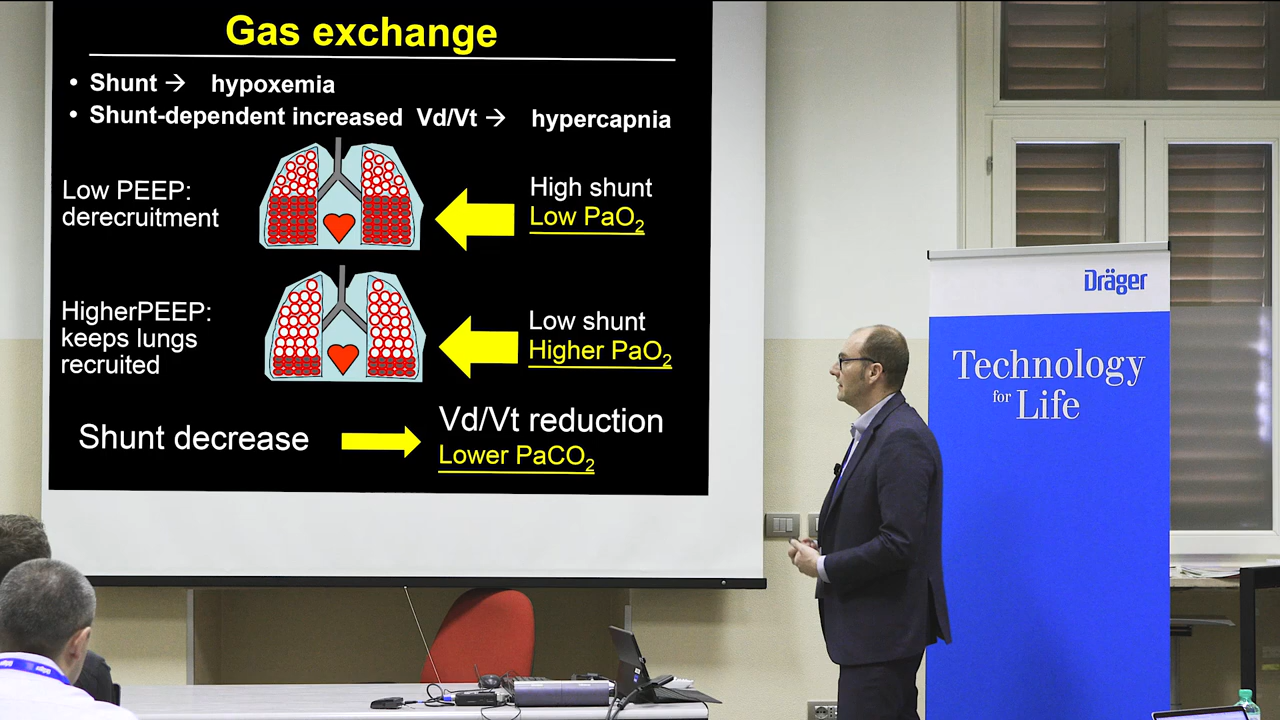 Gas exchange
• Shunt → hypoxemia
• Shunt-dependent increased Vd/Vt → hypercapnia
Low PEEP:
derecruitment
High shunt
Low PaO₂
HigherPEEP:
keeps lungs
recruited
Low shunt
Higher PaO₂
Shunt decrease
Vd/Vt reduction
Lower PaCO₂
Dräger
Technology
for Life